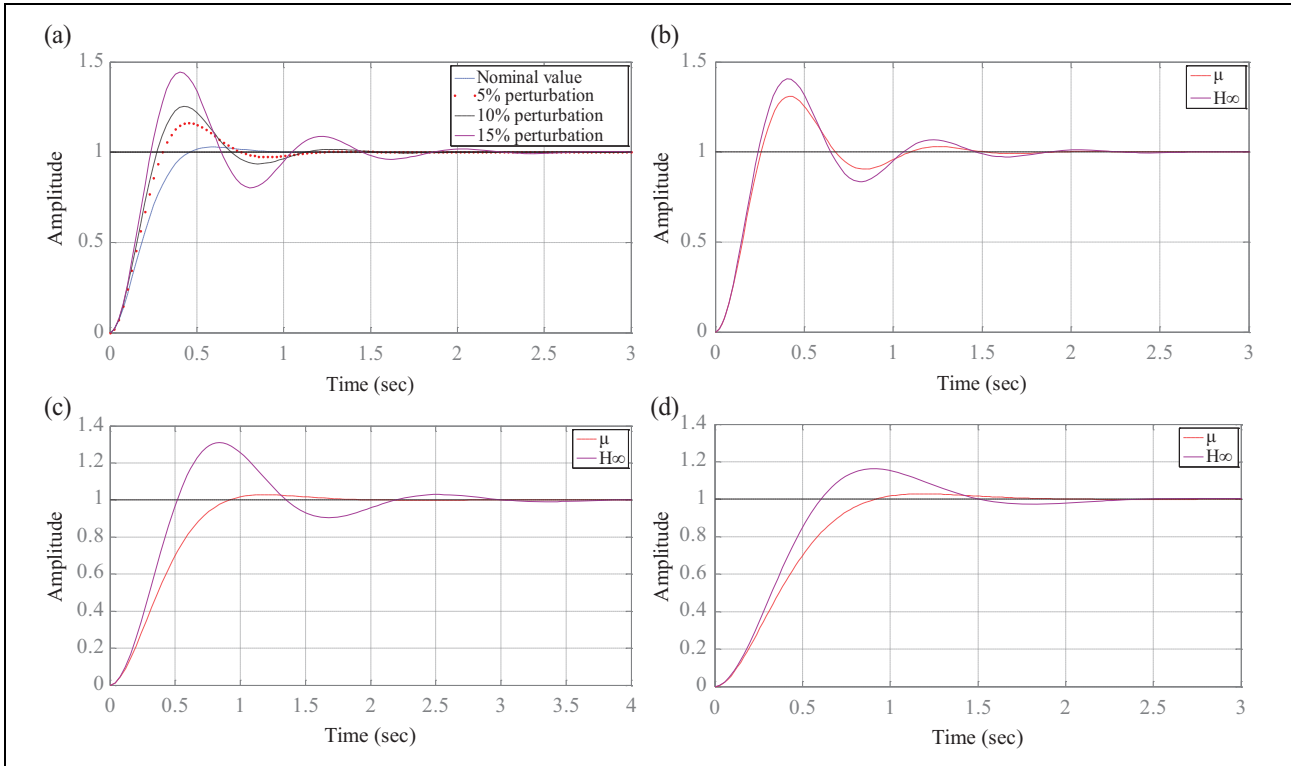 (a)
1.5
1
0.5
0
Amplitude
Nominal value
5% perturbation
10% perturbation
15% perturbation
0 0.5 1 1.5 2 2.5 3
Time (sec)
(b)
1.5
1
0.5
0
Amplitude
μ
H∞
0 0.5 1 1.5 2 2.5 3
Time (sec)
(c)
1.4
1.2
1
0.8
0.6
0.4
0.2
0
Amplitude
μ
H∞
0 0.5 1 1.5 2 2.5 3 3.5 4
Time (sec)
(d)
1.4
1.2
1
0.8
0.6
0.4
0.2
0
Amplitude
μ
H∞
0 0.5 1 1.5 2 2.5 3
Time (sec)